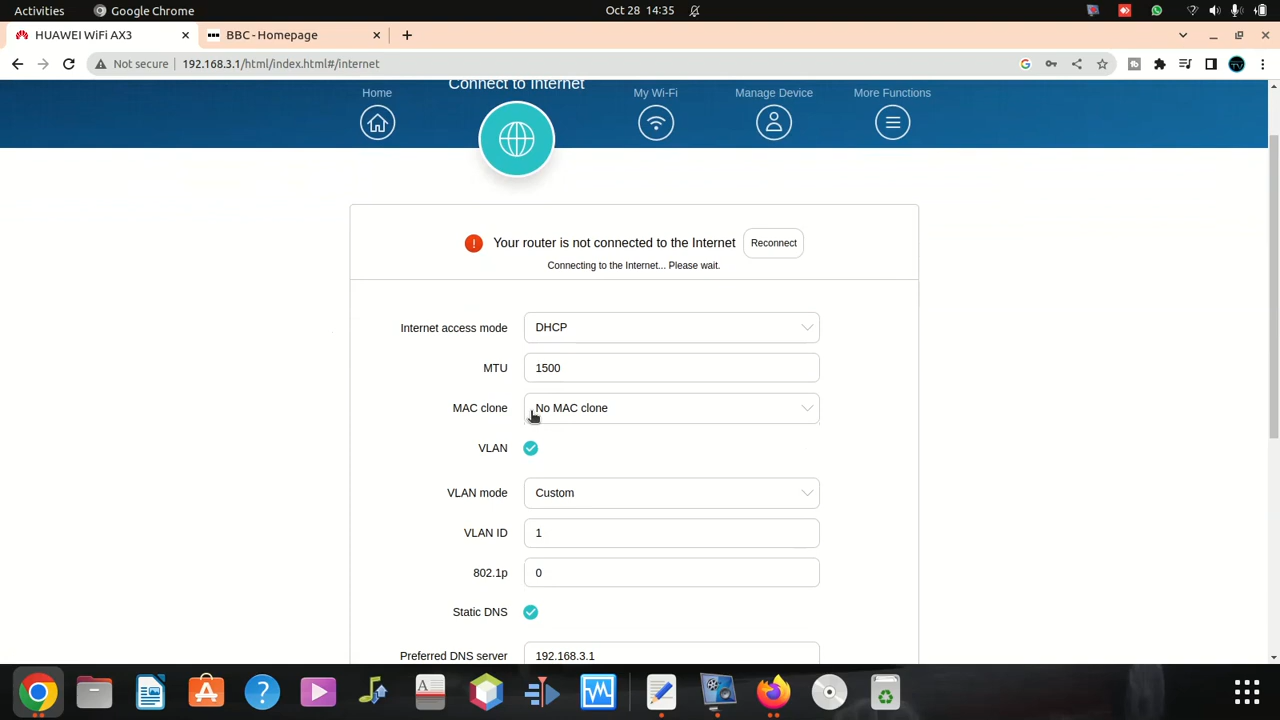 Activities
Google Chrome
Oct 28 14:35
HUAWEI WiFi AX3
BBC - Homepage
Not secure
192.168.3.1/html/index.html#/internet
Home
Connect to Internet
My Wi-Fi
Manage Device
More Functions
Your router is not connected to the Internet
Reconnect
Connecting to the Internet... Please wait.
Internet access mode
DHCP
MTU
1500
MAC clone
No MAC clone
VLAN
VLAN mode
Custom
VLAN ID
1
802.1p
0
Static DNS
Preferred DNS server
192.168.3.1